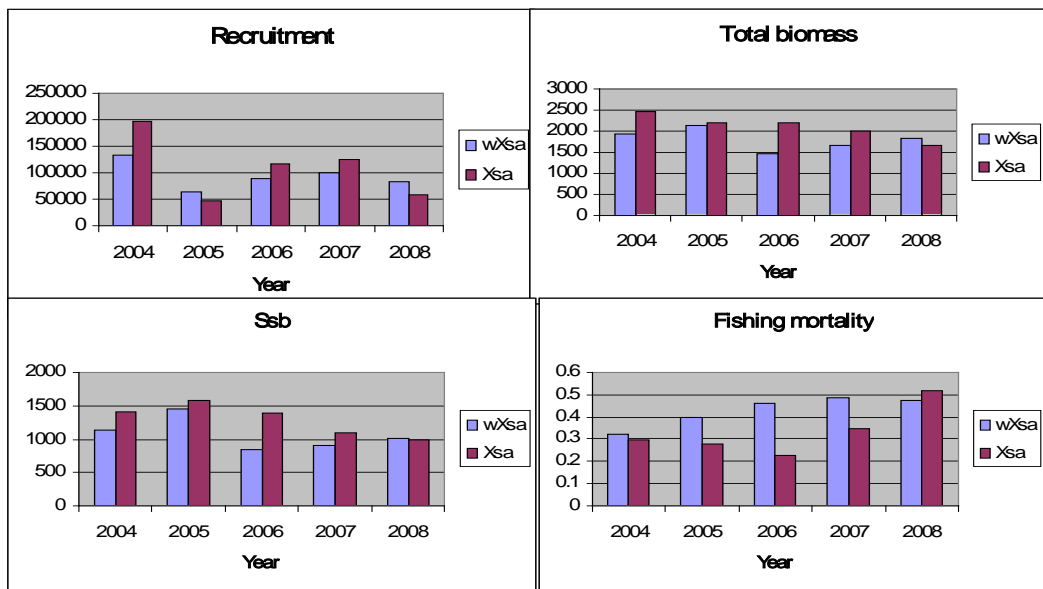 Recruitment
250000
200000
150000
100000
50000
0
2004 2005 2006 2007 2008
Year
wXsa
Xsa
Total biomass
3000
2500
2000
1500
1000
500
0
2004 2005 2006 2007 2008
Year
wXsa
Xsa
Ssb
2000
1500
1000
500
0
2004 2005 2006 2007 2008
Year
wXsa
Xsa
Fishing mortality
0.6
0.5
0.4
0.3
0.2
0.1
0
2004 2005 2006 2007 2008
Year
wXsa
Xsa